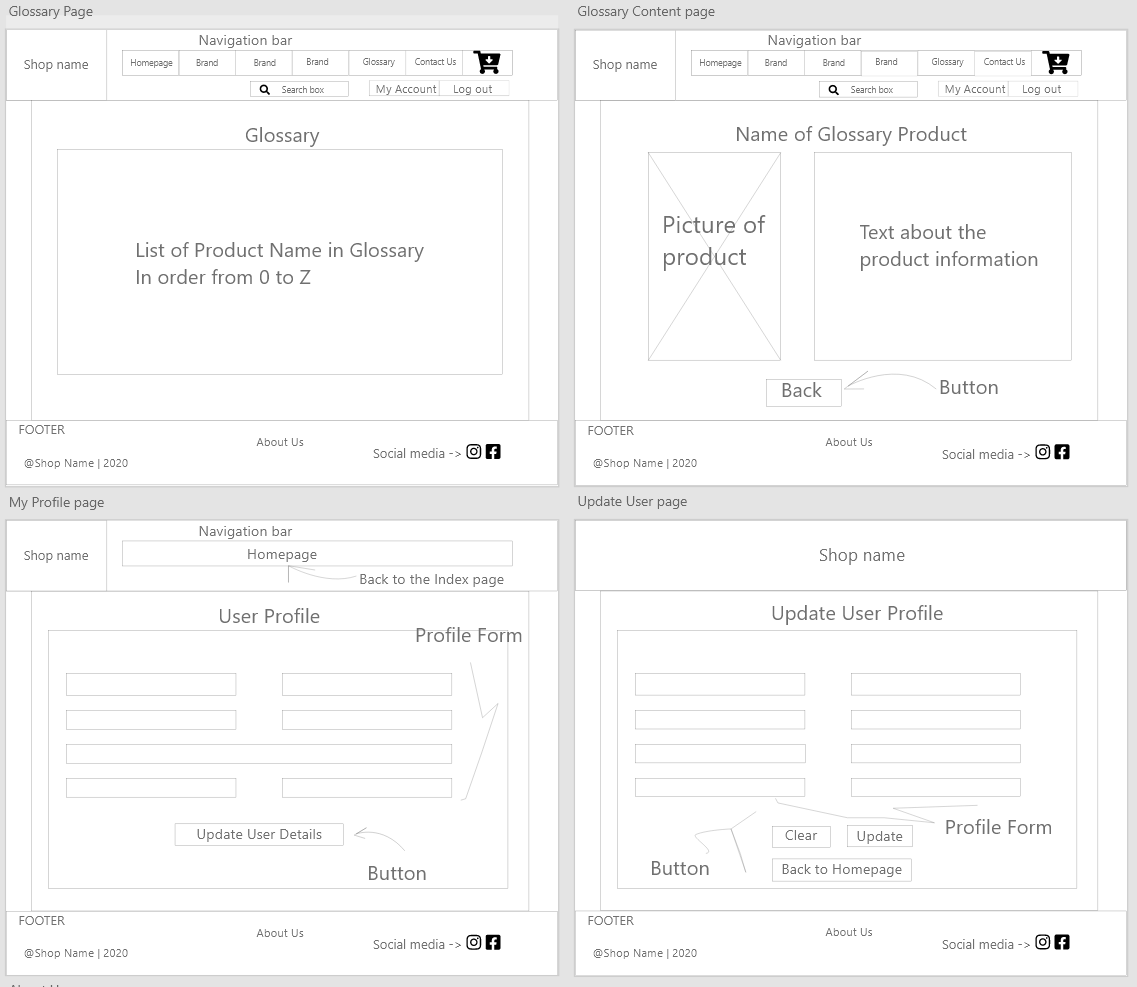 Glossary Page
Navigation bar
Shop name
Homepage Brand Brand Brand Glossary Contact Us
Search box My Account Log out
Glossary
List of Product Name in Glossary
In order from 0 to Z
FOOTER
About Us
Social media ->
@Shop Name | 2020
Glossary Content page
Navigation bar
Shop name
Homepage Brand Brand Brand Glossary Contact Us
Search box My Account Log out
Name of Glossary Product
Picture of
product
Text about the
product information
Back
Button
FOOTER
About Us
Social media ->
@Shop Name | 2020
My Profile page
Navigation bar
Shop name
Homepage
Back to the Index page
User Profile
Profile Form
Update User Details
Button
FOOTER
About Us
Social media ->
@Shop Name | 2020
Update User page
Shop name
Update User Profile
Clear Update
Profile Form
Button
Back to Homepage
FOOTER
About Us
Social media ->
@Shop Name | 2020